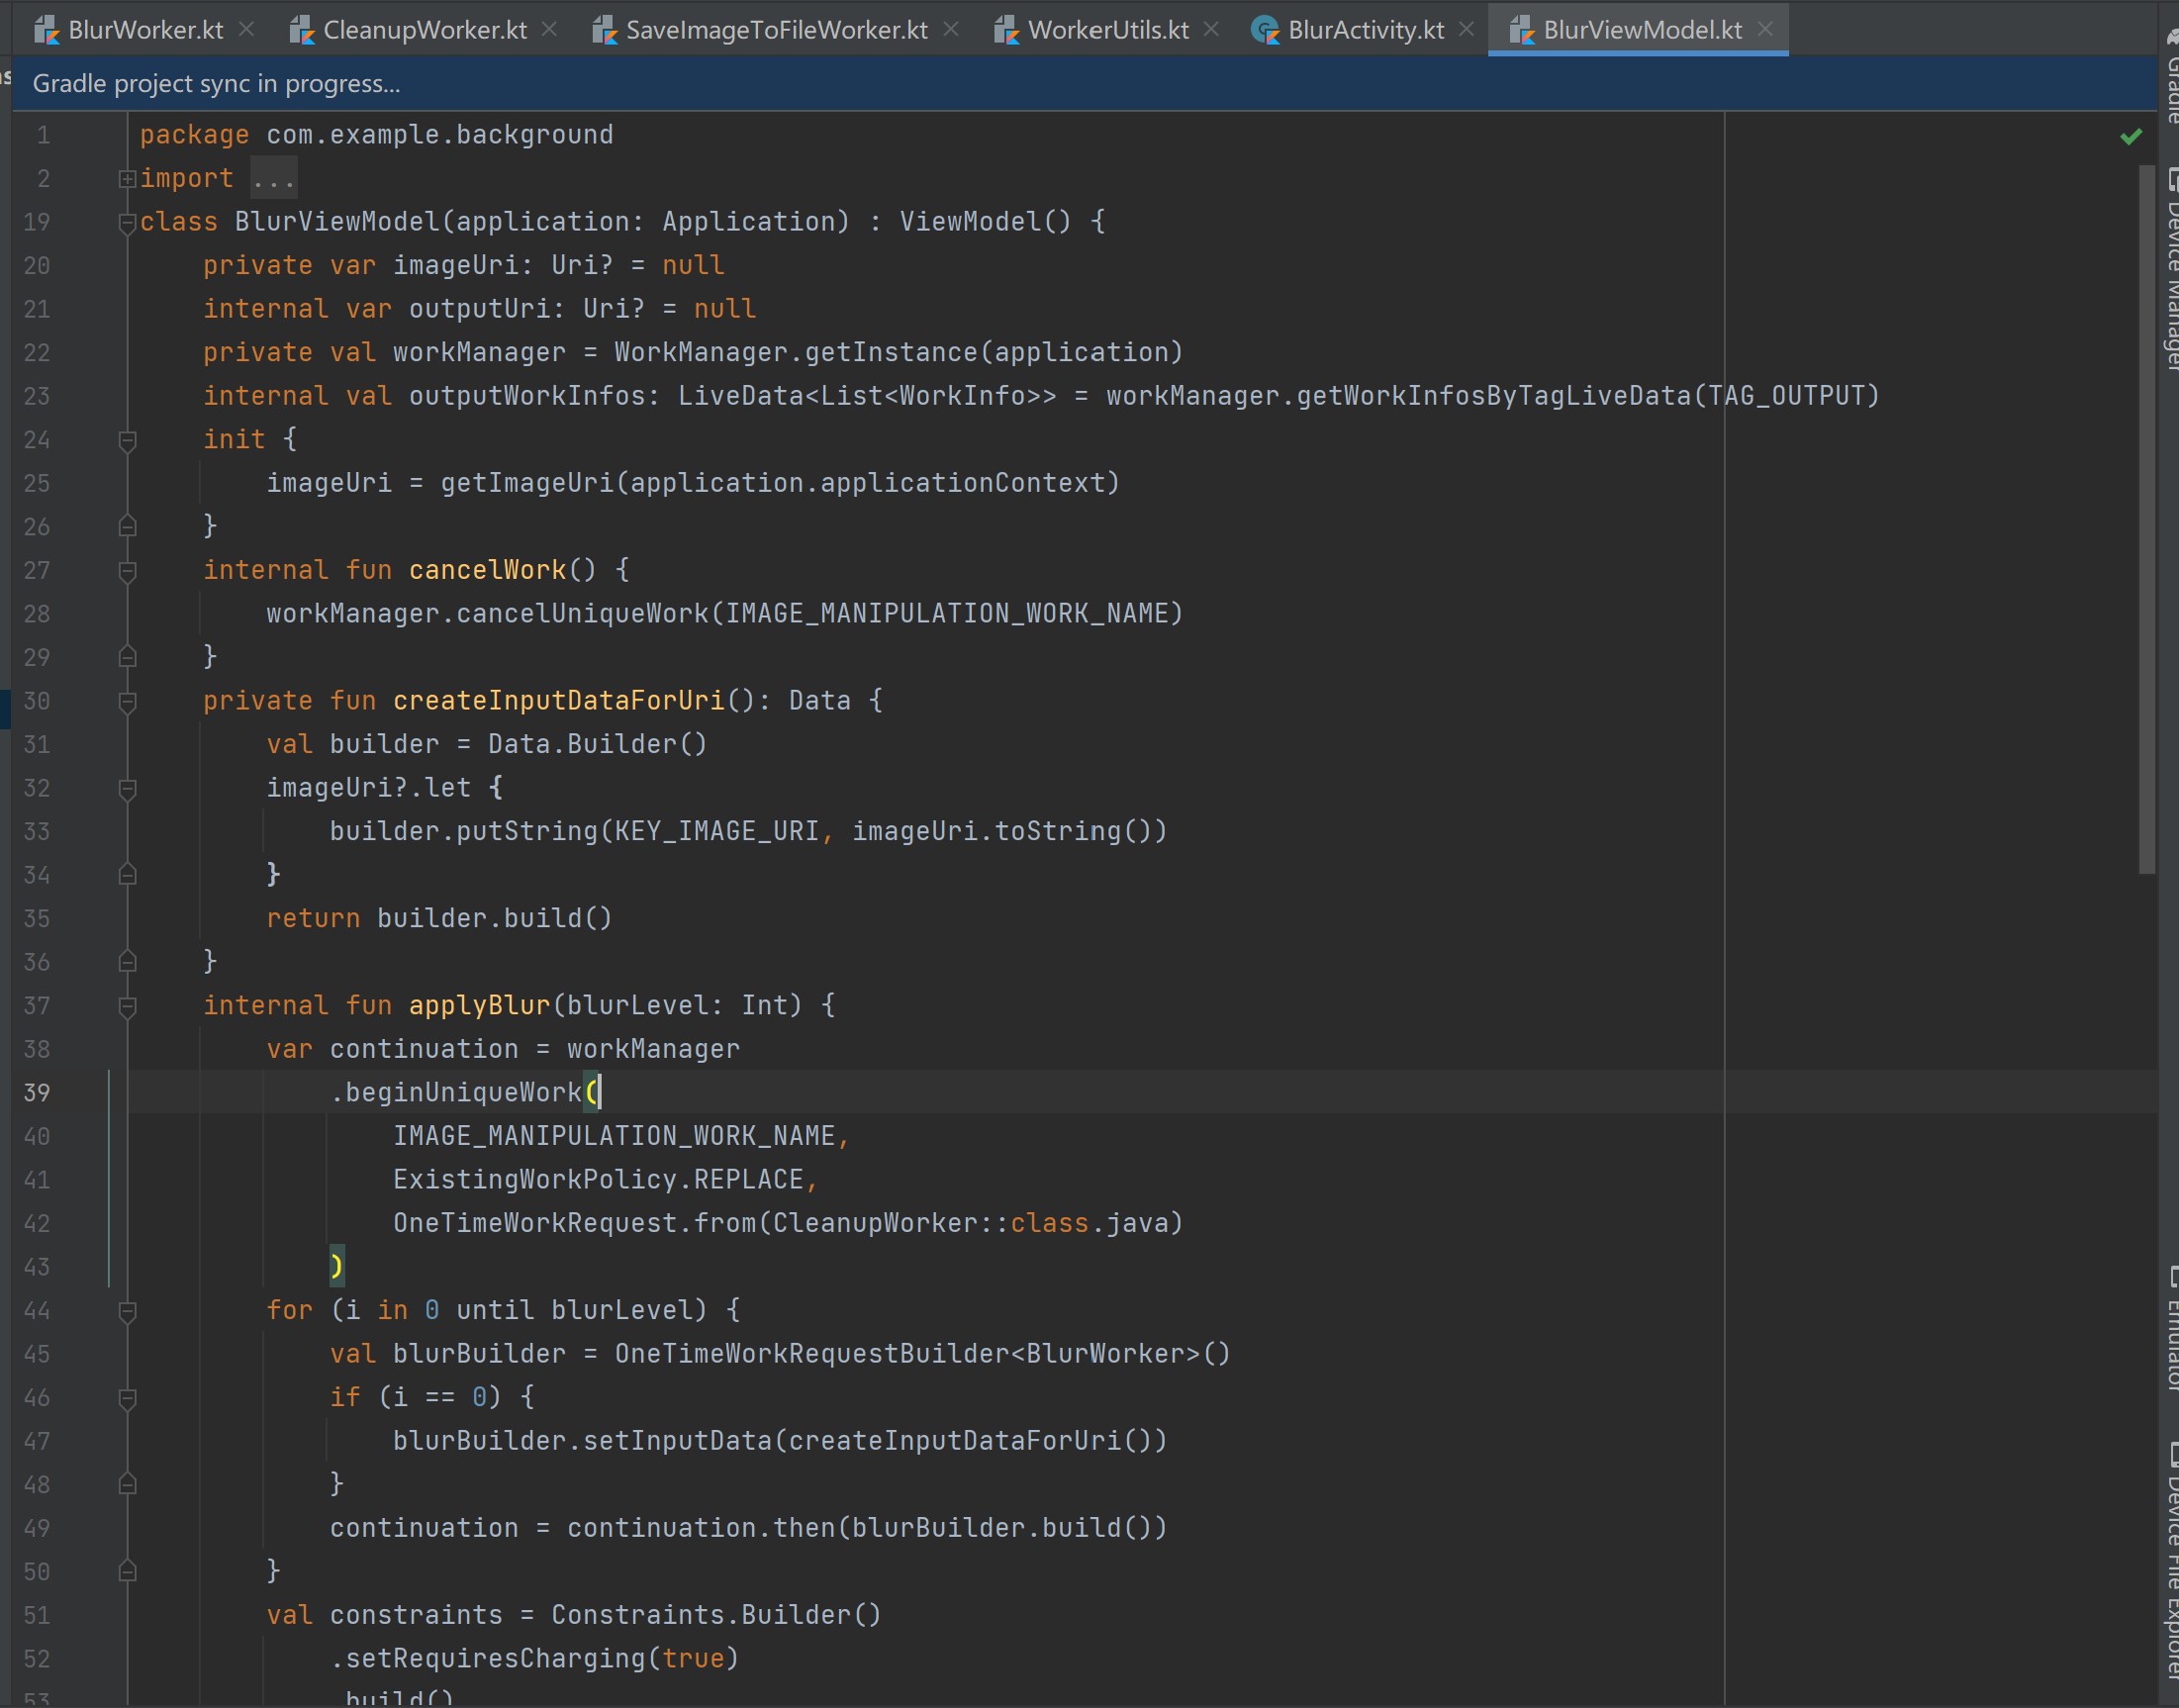 BlurWorker.kt CleanupWorker.kt SaveImageToFileWorker.kt WorkerUtils.kt BlurActivity.kt BlurViewModel.kt
Gradle project sync in progress...
1 package com.example.background
2 import ...
19 class BlurViewModel(application: Application) : ViewModel() {
20 private var imageUri: Uri? = null
21 internal var outputUri: Uri? = null
22 private val workManager = WorkManager.getInstance(application)
23 internal val outputWorkInfos: LiveData<List<WorkInfo>> = workManager.getWorkInfosByTagLiveData(TAG_OUTPUT)
24 init {
25 imageUri = getImageUri(application.applicationContext)
26 }
27 internal fun cancelWork() {
28 workManager.cancelUniqueWork(IMAGE_MANIPULATION_WORK_NAME)
29 }
30 private fun createInputDataForUri(): Data {
31 val builder = Data.Builder()
32 imageUri?.let {
33 builder.putString(KEY_IMAGE_URI, imageUri.toString())
34 }
35 return builder.build()
36 }
37 internal fun applyBlur(blurLevel: Int) {
38 var continuation = workManager
39 .beginUniqueWork(
40 IMAGE_MANIPULATION_WORK_NAME,
41 ExistingWorkPolicy.REPLACE,
42 OneTimeWorkRequest.from(CleanupWorker::class.java)
43 )
44 for (i in 0 until blurLevel) {
45 val blurBuilder = OneTimeWorkRequestBuilder<BlurWorker>()
46 if (i == 0) {
47 blurBuilder.setInputData(createInputDataForUri())
48 }
49 continuation = continuation.then(blurBuilder.build())
50 }
51 val constraints = Constraints.Builder()
52 .setRequiresCharging(true)
53 .build()
Gradle
Device Manager
Emulator
Device File Explorer